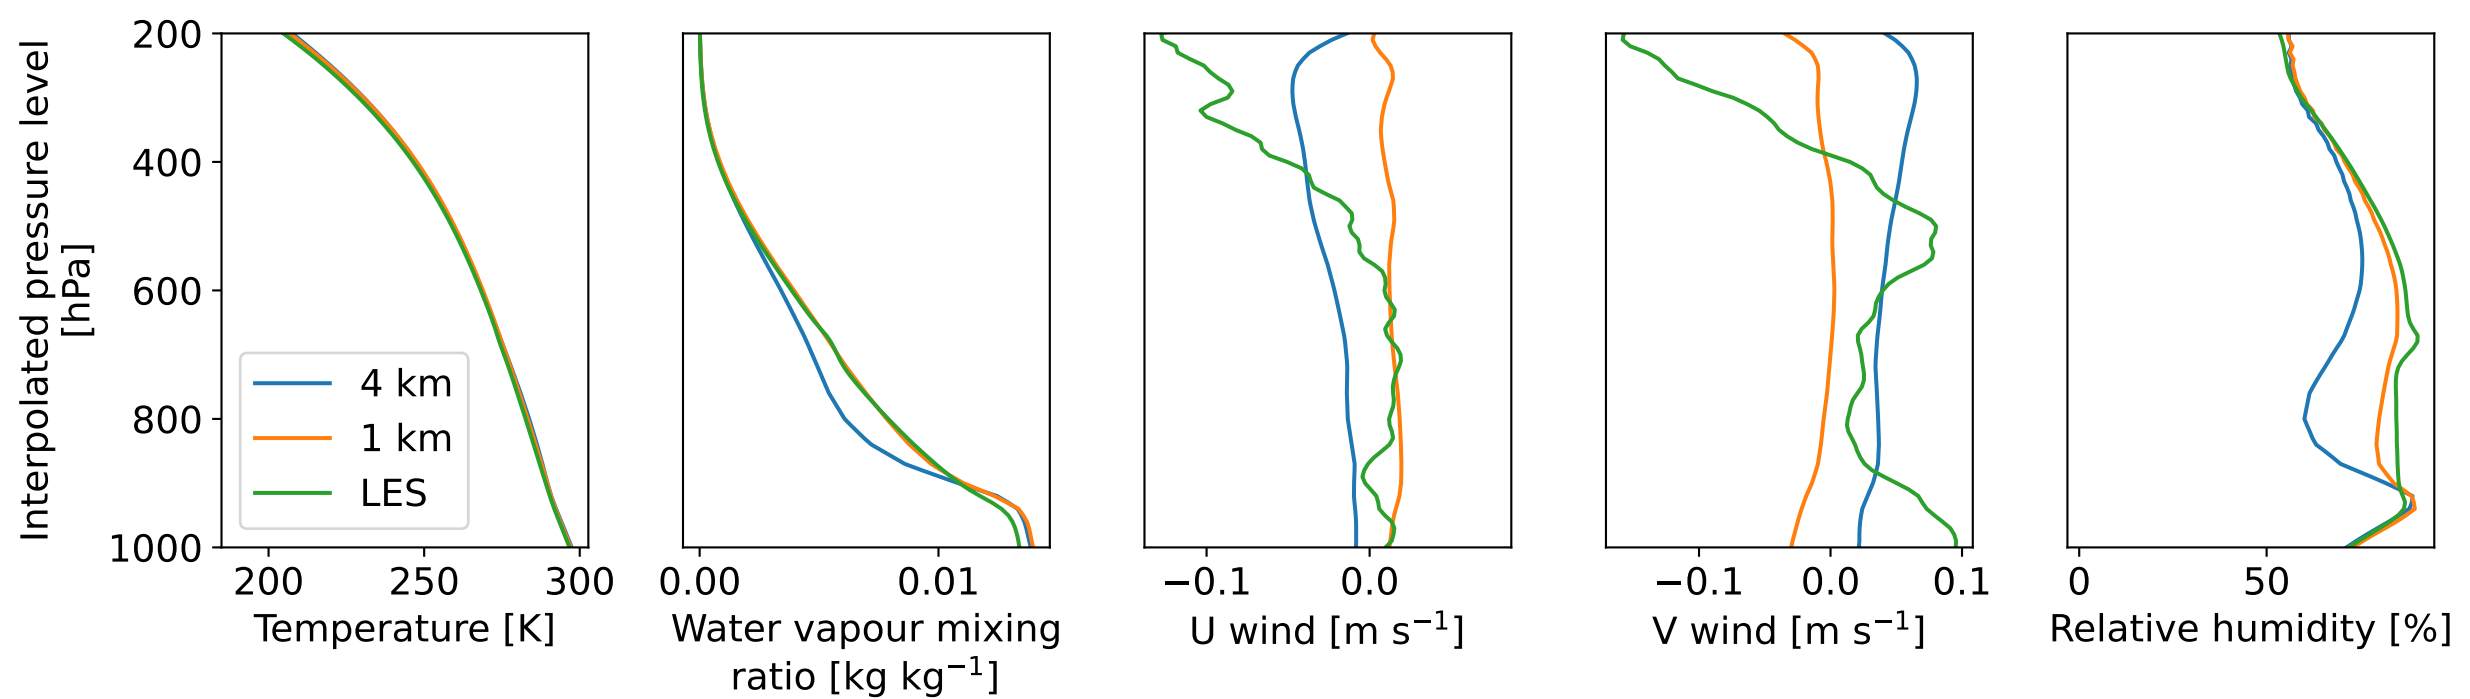 Interpolated pressure level
[hPa]
200
400
600
800
1000
4 km
1 km
LES
200 250 300
Temperature [K]
0.00 0.01
Water vapour mixing
ratio [kg kg⁻¹]
−0.1 0.0
U wind [m s⁻¹]
−0.1 0.0 0.1
V wind [m s⁻¹]
0 50
Relative humidity [%]